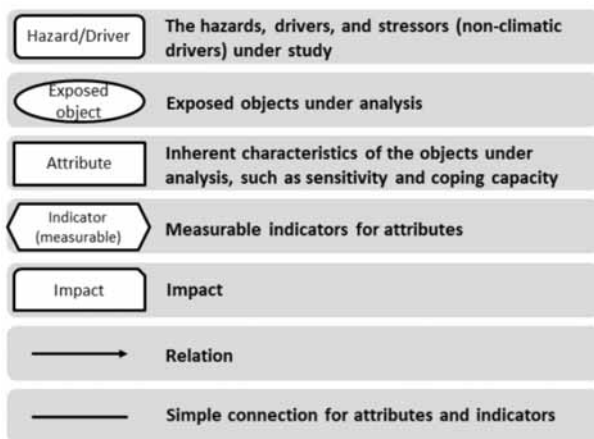 Hazard/Driver
The hazards, drivers, and stressors (non-climatic
drivers) under study
Exposed
object
Exposed objects under analysis
Attribute
Inherent characteristics of the objects under
analysis, such as sensitivity and coping capacity
Indicator
(measurable)
Measurable indicators for attributes
Impact
Impact
Relation
Simple connection for attributes and indicators